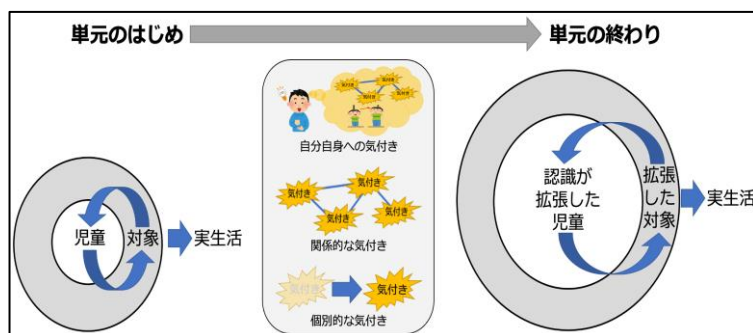 単元のはじめ
単元の終わり
児童
対象
実生活
気付き
気付き
気付き
気付き
自分自身への気付き
気付き
気付き
気付き
気付き
関係的な気付き
気付き
気付き
個別的な気付き
認識が
拡張した
児童
拡張
した
対象
実生活